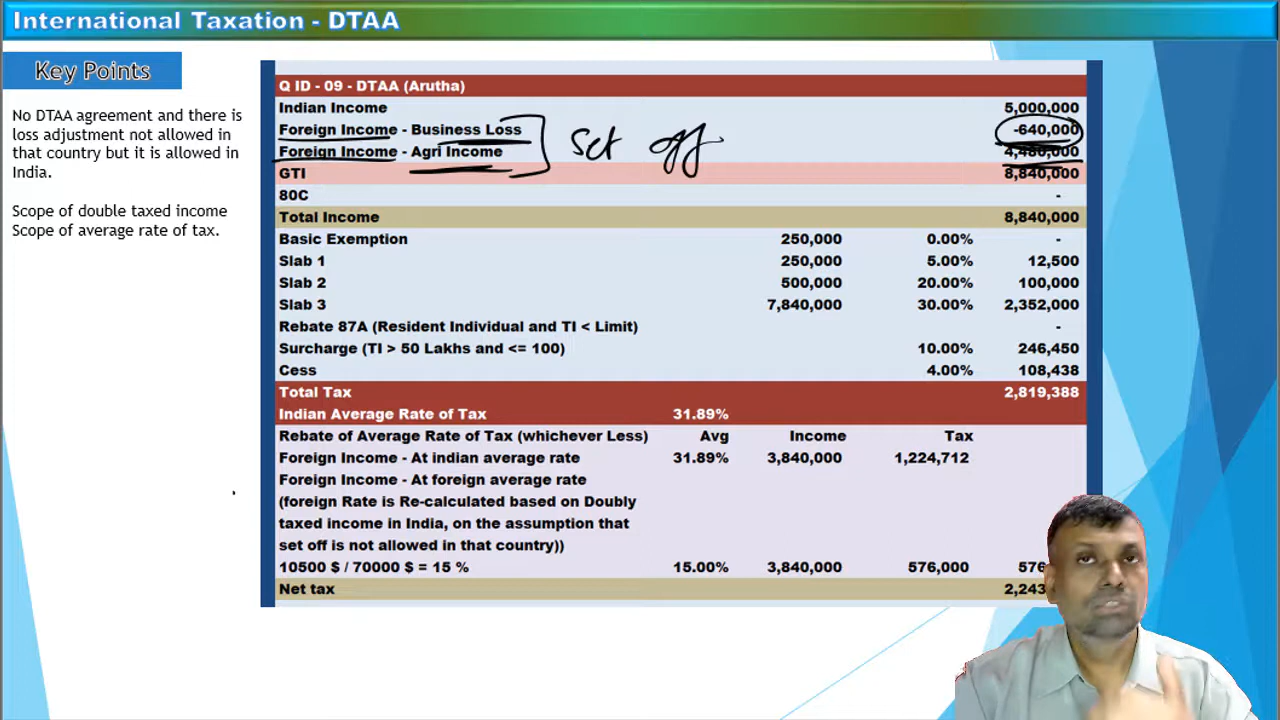 International Taxation - DTAA
Key Points
No DTAA agreement and there is
loss adjustment not allowed in
that country but it is allowed in
India.
Scope of double taxed income
Scope of average rate of tax.
Q ID - 09 - DTAA (Arutha)
Indian Income 5,000,000
Foreign Income - Business Loss -640,000
Foreign Income - Agri Income 4,480,000
Set off
GTI 8,840,000
80C -
Total Income 8,840,000
Basic Exemption 250,000 0.00% -
Slab 1 250,000 5.00% 12,500
Slab 2 500,000 20.00% 100,000
Slab 3 7,840,000 30.00% 2,352,000
Rebate 87A (Resident Individual and TI < Limit) -
Surcharge (TI > 50 Lakhs and <= 100) 10.00% 246,450
Cess 4.00% 108,438
Total Tax 2,819,388
Indian Average Rate of Tax 31.89%
Rebate of Average Rate of Tax (whichever Less) Avg Income Tax
Foreign Income - At indian average rate 31.89% 3,840,000 1,224,712
Foreign Income - At foreign average rate
(foreign Rate is Re-calculated based on Doubly
taxed income in India, on the assumption that
set off is not allowed in that country))
10500 $ / 70000 $ = 15 % 15.00% 3,840,000 576,000 576
Net tax 2,243